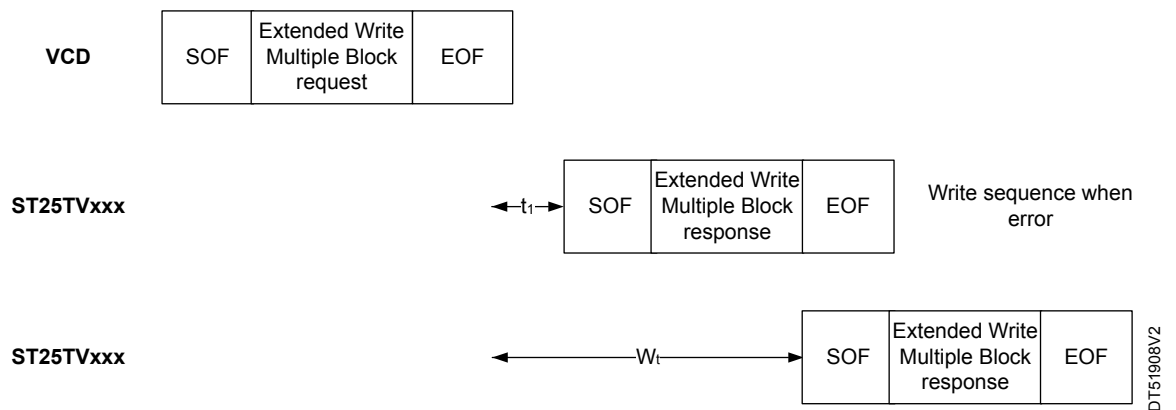 VCD
SOF
Extended Write
Multiple Block
request
EOF
ST25TVxxx
t1
SOF
Extended Write
Multiple Block
response
EOF
Write sequence when
error
ST25TVxxx
Wt
SOF
Extended Write
Multiple Block
response
EOF
DT51908V2